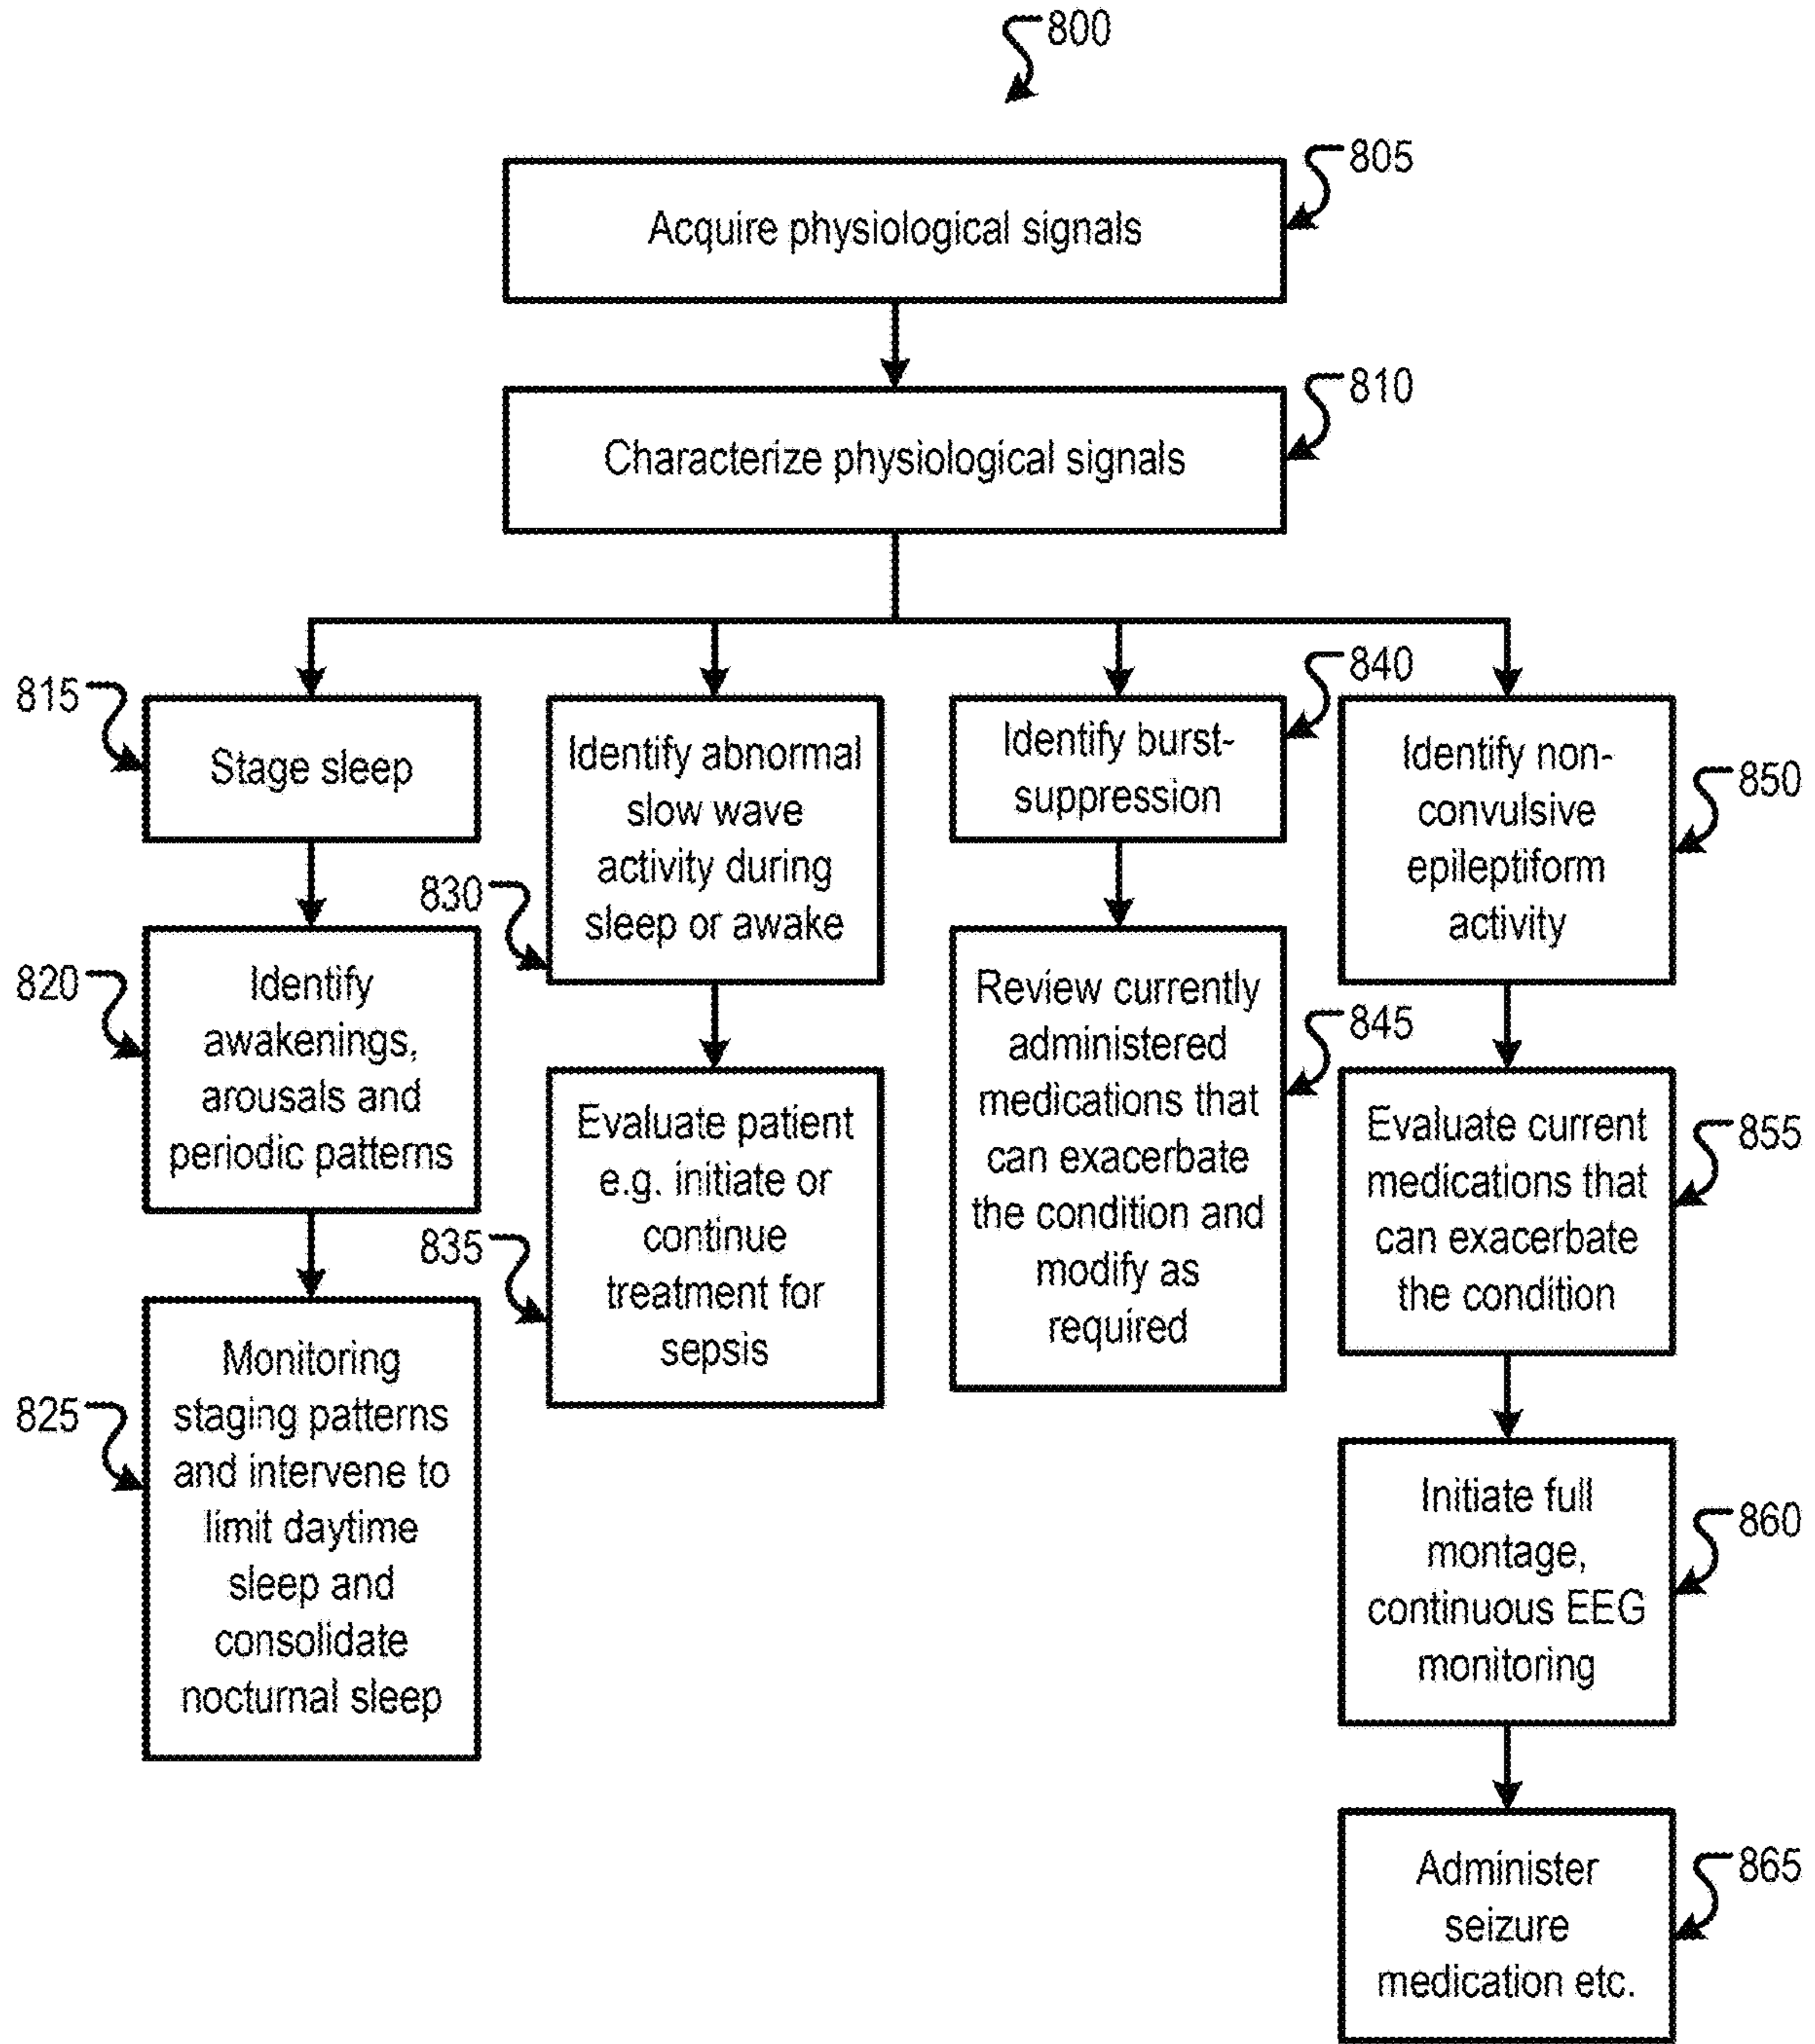 800
Acquire physiological signals
805
Characterize physiological signals
810
815
Stage sleep
820
Identify
awakenings,
arousals and
periodic patterns
825
Monitoring
staging patterns
and intervene to
limit daytime
sleep and
consolidate
nocturnal sleep
Identify abnormal
slow wave
activity during
sleep or awake
830
Evaluate patient
e.g. initiate or
continue
treatment for
sepsis
835
Identify burst-
suppression
840
Review currently
administered
medications that
can exacerbate
the condition and
modify as
required
845
Identify non-
convulsive
epileptiform
activity
850
Evaluate current
medications that
can exacerbate
the condition
855
Initiate full
montage,
continuous EEG
monitoring
860
Administer
seizure
medication etc.
865